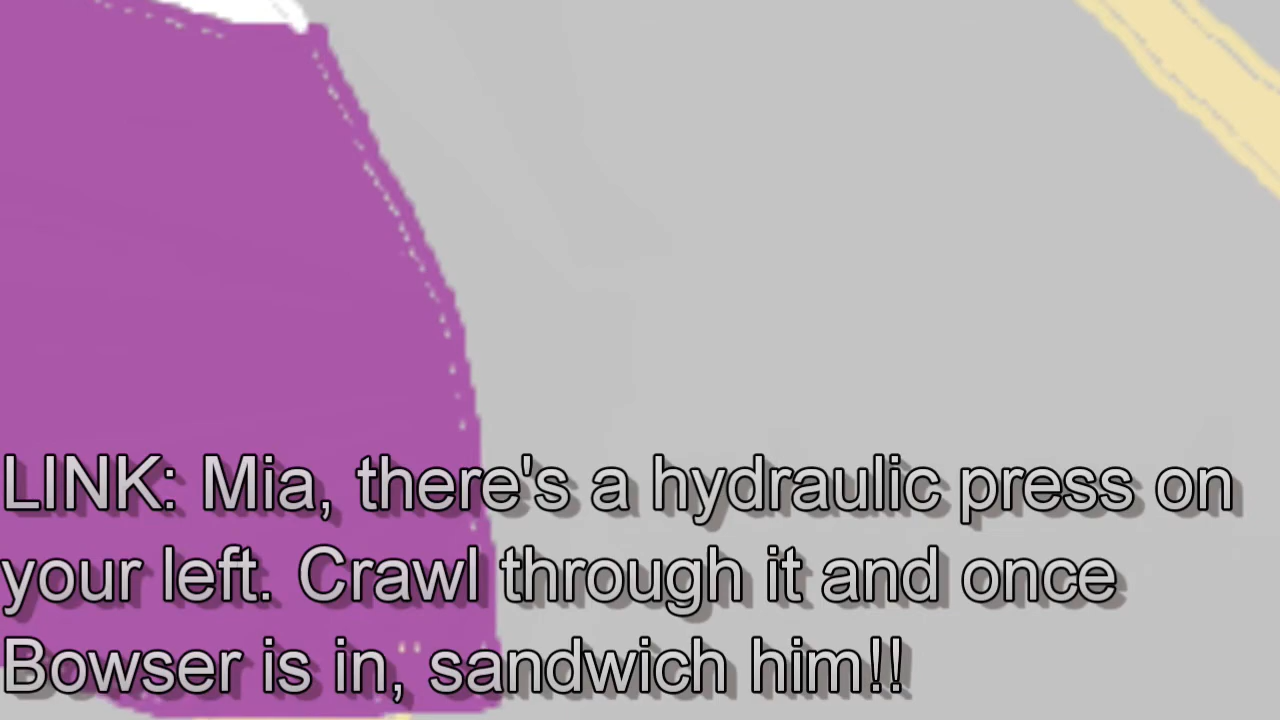 LINK: Mia, there's a hydraulic press on
your left. Crawl through it and once
Bowser is in, sandwich him!!